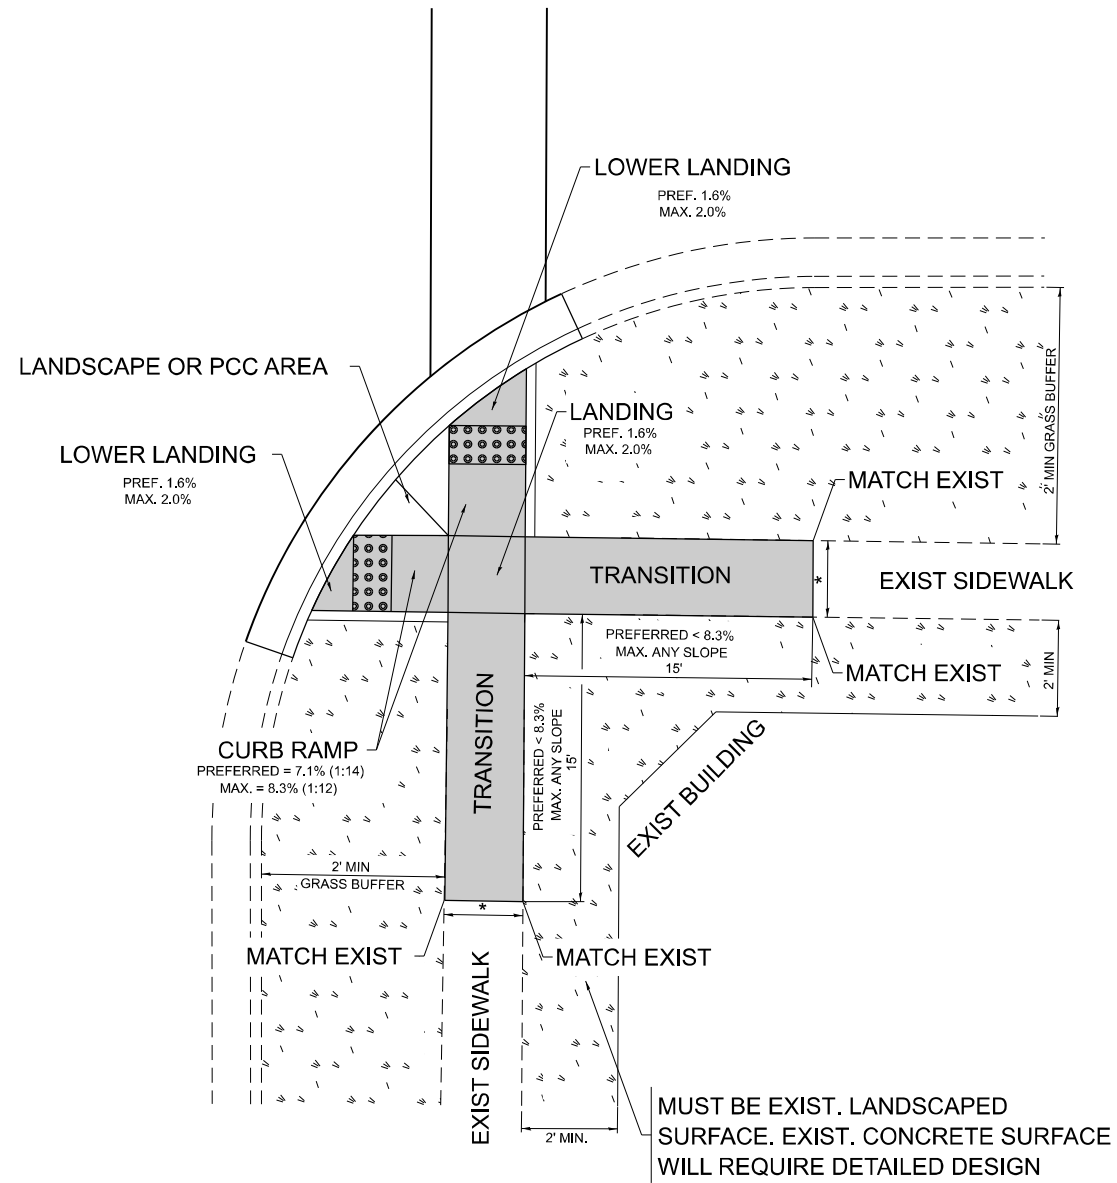 LOWER LANDING
PREF. 1.6%
MAX. 2.0%
LANDSCAPE OR PCC AREA
LANDING
PREF. 1.6%
MAX. 2.0%
LOWER LANDING
PREF. 1.6%
MAX. 2.0%
2' MIN GRASS BUFFER
MATCH EXIST
TRANSITION
*
EXIST SIDEWALK
PREFERRED < 8.3%
MAX. ANY SLOPE
15'
MATCH EXIST
2' MIN
TRANSITION
PREFERRED < 8.3%
MAX. ANY SLOPE
15'
CURB RAMP
PREFERRED = 7.1% (1:14)
MAX. = 8.3% (1:12)
EXIST BUILDING
2' MIN
GRASS BUFFER
*
MATCH EXIST
MATCH EXIST
EXIST SIDEWALK
2' MIN.
MUST BE EXIST. LANDSCAPED
SURFACE. EXIST. CONCRETE SURFACE
WILL REQUIRE DETAILED DESIGN